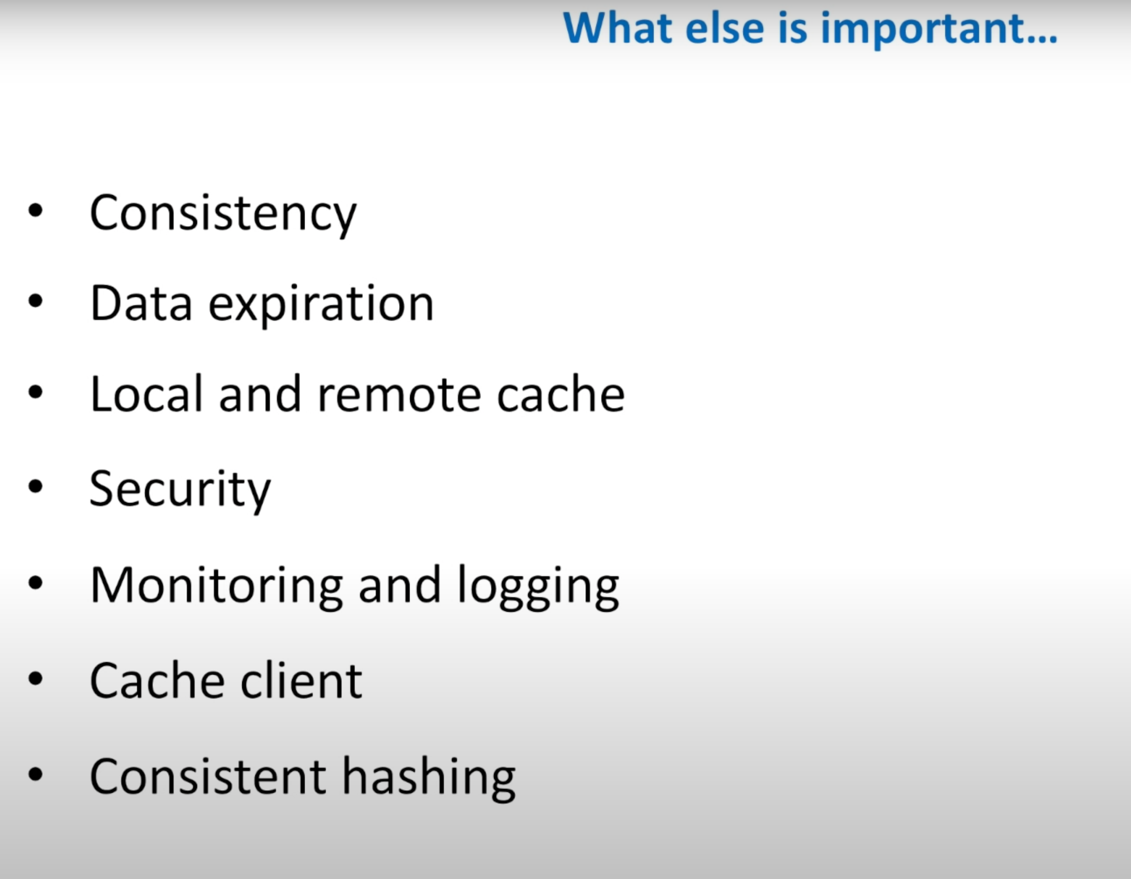 What else is important...
• Consistency
• Data expiration
• Local and remote cache
• Security
• Monitoring and logging
• Cache client
• Consistent hashing